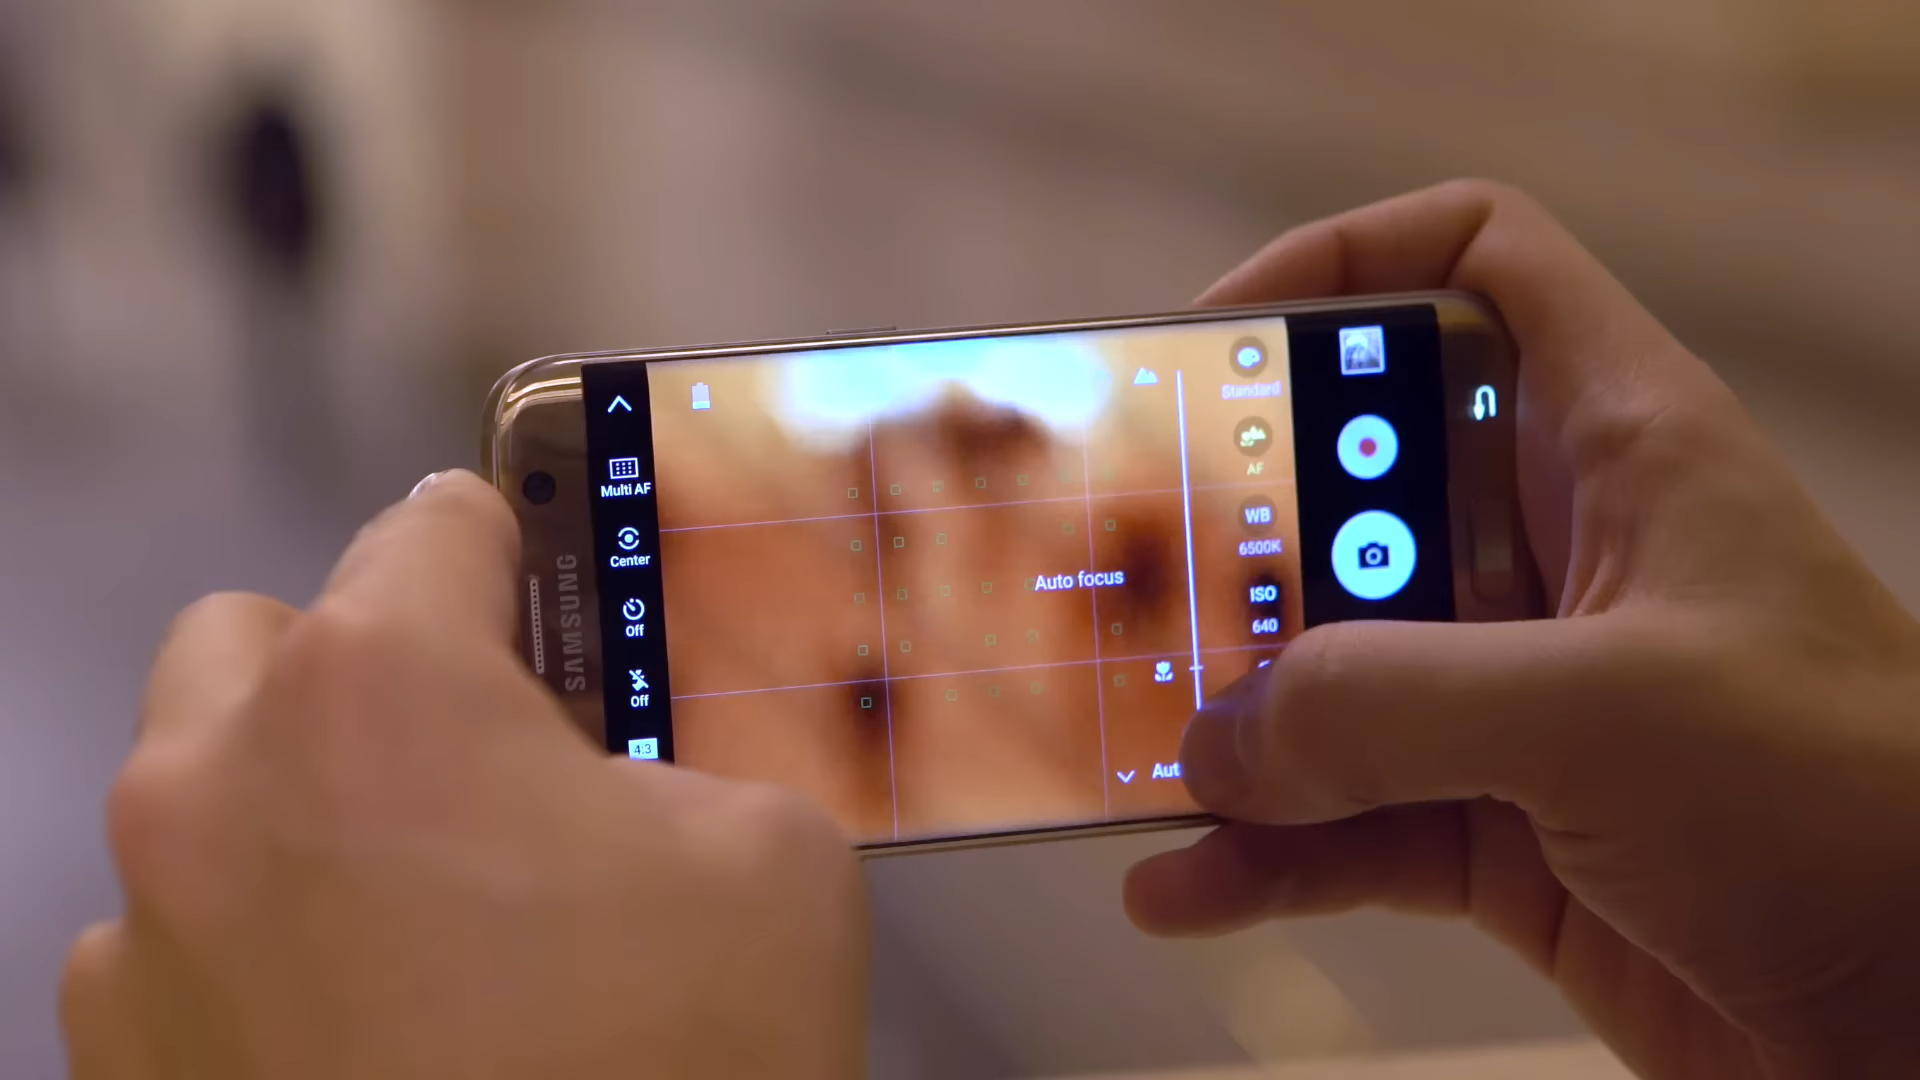 SAMSUNG
Multi AF
Center
Off
Off
4:3
Auto focus
Aut
Standard
AF
WB
6500K
ISO
640